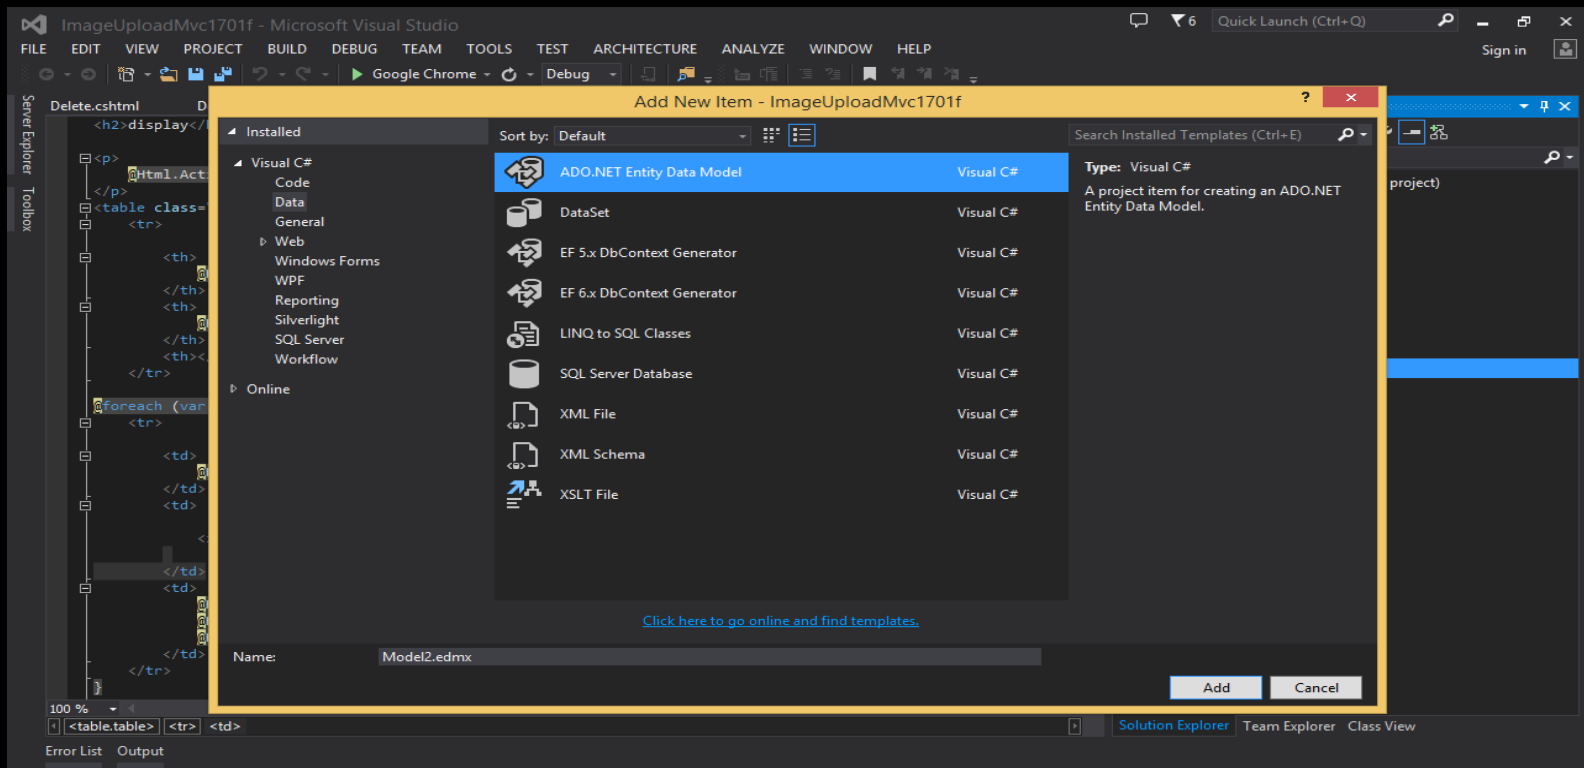 ImageUploadMvc1701f - Microsoft Visual Studio
6
Quick Launch (Ctrl+Q)
FILE EDIT VIEW PROJECT BUILD DEBUG TEAM TOOLS TEST ARCHITECTURE ANALYZE WINDOW HELP
Sign in
Google Chrome
Debug
Server Explorer
Toolbox
Delete.cshtml
D
<h2>display</
<p>
@Html.Act
</p>
<table class=
<tr>
<th>
@
</th>
<th>
@
</th>
<th><
</tr>
@foreach (var
<tr>
<td>
@
</td>
<td>
<
</td>
<td>
@
@
@
</td>
</tr>
}
100 %
<table.table> <tr> <td>
Error List Output
Add New Item - ImageUploadMvc1701f
?
Installed
Visual C#
Code
Data
General
Web
Windows Forms
WPF
Reporting
Silverlight
SQL Server
Workflow
Online
Sort by: Default
Search Installed Templates (Ctrl+E)
ADO.NET Entity Data Model Visual C#
DataSet Visual C#
EF 5.x DbContext Generator Visual C#
EF 6.x DbContext Generator Visual C#
LINQ to SQL Classes Visual C#
SQL Server Database Visual C#
XML File Visual C#
XML Schema Visual C#
XSLT File Visual C#
Type: Visual C#
A project item for creating an ADO.NET
Entity Data Model.
Click here to go online and find templates.
Name: Model2.edmx
Add Cancel
project)
Solution Explorer Team Explorer Class View